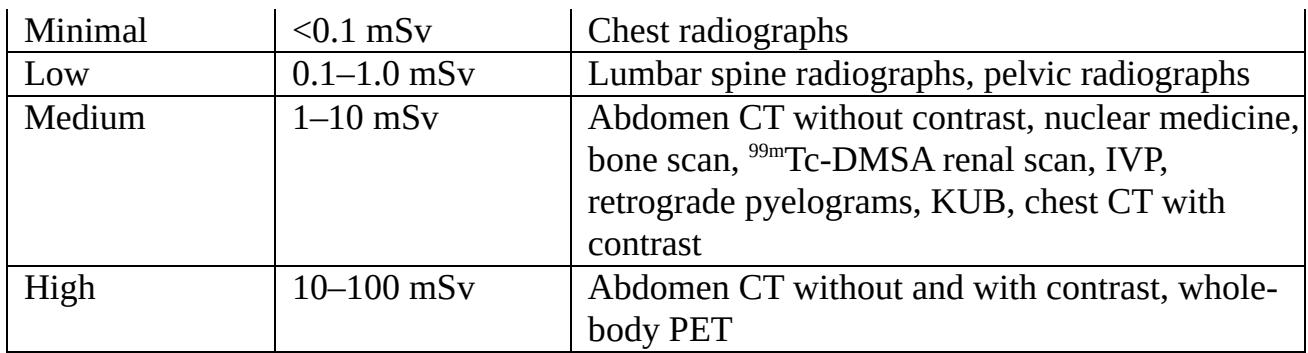 Minimal <0.1 mSv Chest radiographs
Low 0.1–1.0 mSv Lumbar spine radiographs, pelvic radiographs
Medium 1–10 mSv Abdomen CT without contrast, nuclear medicine,
bone scan, ⁹⁹ᵐTc-DMSA renal scan, IVP,
retrograde pyelograms, KUB, chest CT with
contrast
High 10–100 mSv Abdomen CT without and with contrast, whole-
body PET